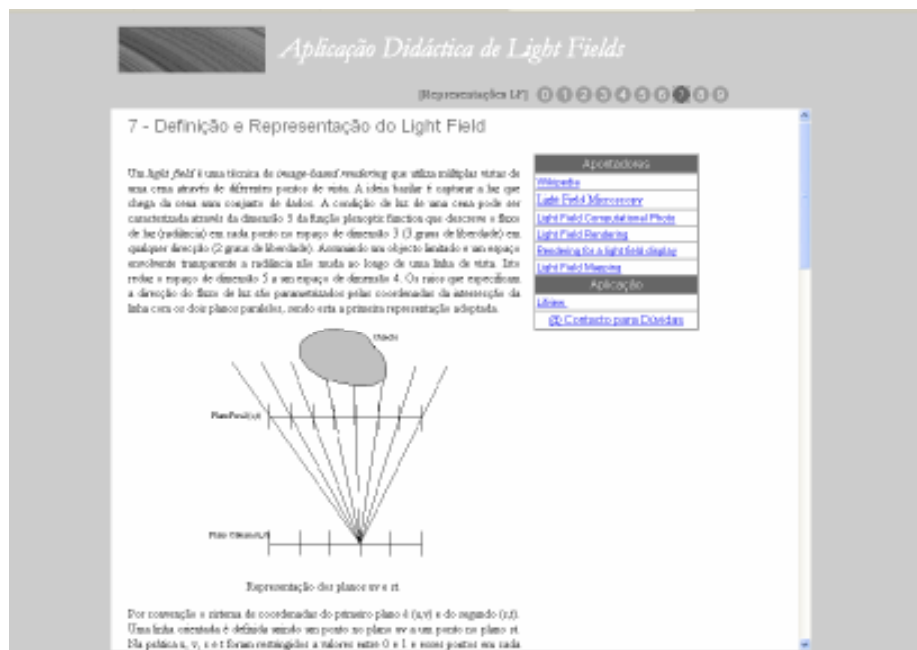 Aplicação Didáctica de Light Fields
[Representações LF] 0 1 2 3 4 5 6 7 8 9
7 - Definição e Representação do Light Field
Um light field é uma técnica de image-based rendering que utiliza múltiplas vistas de
uma cena através de diferentes pontos de vista. A ideia basilar é capturar a luz que
chega da cena num conjunto de dados. A condição de luz de uma cena pode ser
caracterizada através da dimensão 5 da função plenoptic function que descreve o fluxo
de luz (radiância) em cada ponto no espaço de dimensão 3 (3 graus de liberdade) em
qualquer direcção (2 graus de liberdade). Assumindo um objecto limitado e um espaço
envolvente transparente a radiância não muda ao longo de uma linha de vista. Isto
reduz o espaço de dimensão 5 a um espaço de dimensão 4. Os raios que especificam
a direcção do fluxo de luz são parametrizados pelas coordenadas da intersecção da
linha com os dois planos paralelos, sendo esta a primeira representação adoptada.
Apontadores
Wikipedia
Light Field Microscopy
Light Field Computational Photo
Light Field Rendering
Rendering for a light field display
Light Field Mapping
Aplicação
@ Contacto para Dúvidas
Objecto
Plano Focal(s,t)
Plano Câmara(u,v)
Representação dos planos uv e st.
Por convenção o sistema de coordenadas do primeiro plano é (u,v) e do segundo (s,t).
Uma linha orientada é definida unindo um ponto no plano uv a um ponto no plano st.
Na prática u, v, s e t foram restringidos a valores entre 0 e 1 e esses pontos em cada